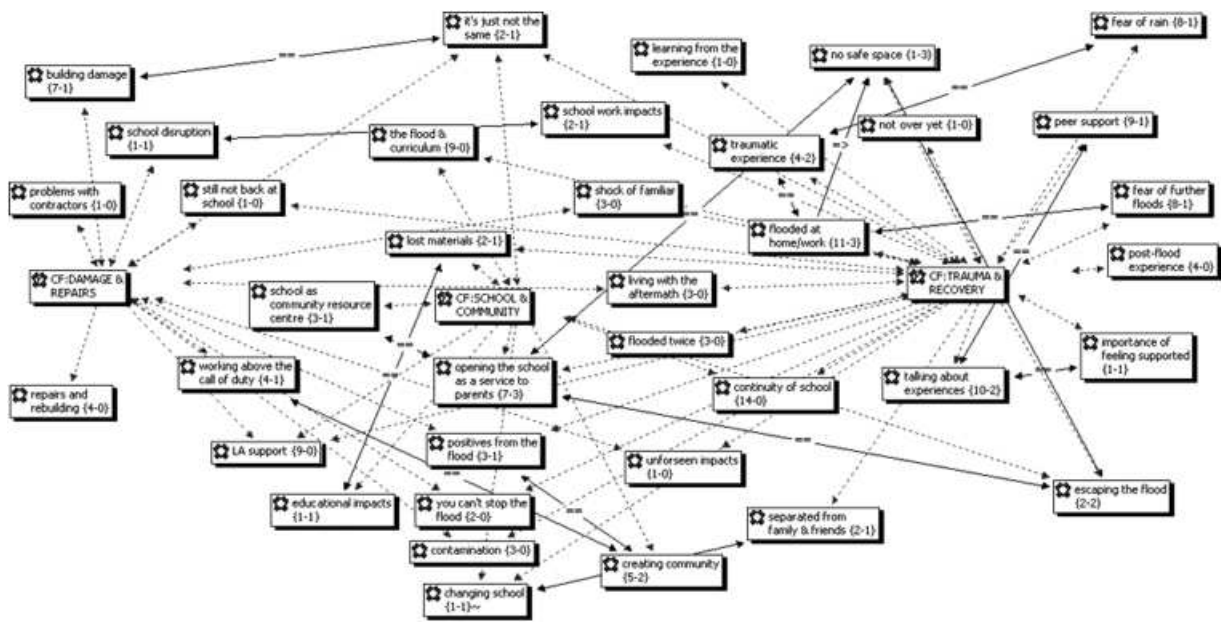 it's just not the
same {2-1}
fear of rain {8-1}
learning from the
experience {1-0}
no safe space {1-3}
building damage
{7-1}
==
==
==
school work impacts
{2-1}
school disruption
{1-1}
the flood &
curriculum {9-0}
not over yet {1-0}
peer support {9-1}
traumatic
experience {4-2}
=>
problems with
contractors {1-0}
still not back at
school {1-0}
shock of familiar
{3-0}
==
fear of further
floods {8-1}
==
==
flooded at
home/work {11-3}
lost materials {2-1}
==
post-flood
experience {4-0}
CF:DAMAGE &
REPAIRS
school as
community resource
centre {3-1}
CF:SCHOOL &
COMMUNITY
living with the
aftermath {3-0}
CF:TRAUMA &
RECOVERY
==
flooded twice {3-0}
importance of
feeling supported
{1-1}
working above the
call of duty {4-1}
==
opening the school
as a service to
parents {7-3}
continuity of school
{14-0}
talking about
experiences {10-2}
==
repairs and
rebuilding {4-0}
LA support {9-0}
positives from the
flood {3-1}
==
==
==
unforseen impacts
{1-0}
escaping the flood
{2-2}
educational impacts
{1-1}
you can't stop the
flood {2-0}
separated from
family & friends {2-1}
contamination {3-0}
creating community
{5-2}
==
changing school
{1-1}~